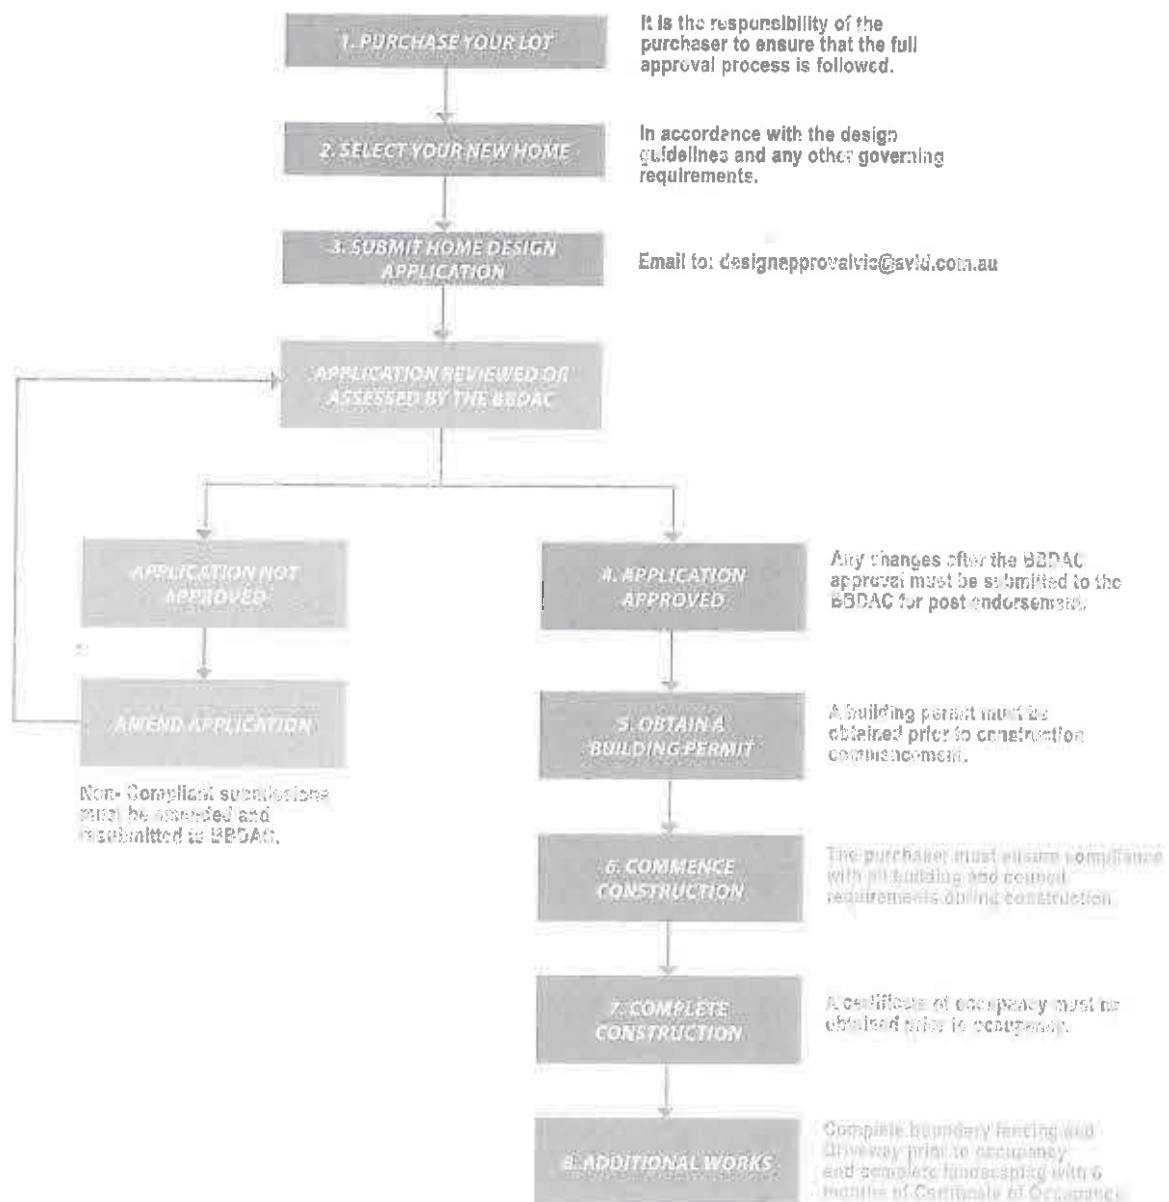 1. PURCHASE YOUR LOT
It is the responsibility of the
purchaser to ensure that the full
approval process is followed.
2. SELECT YOUR NEW HOME
In accordance with the design
guidelines and any other governing
requirements.
3. SUBMIT HOME DESIGN
APPLICATION
Email to: designapprovalvic@avid.com.au
APPLICATION REVIEWED OR
ASSESSED BY THE BBDAC
APPLICATION NOT
APPROVED
AMEND APPLICATION
Non- Compliant submissions
must be amended and
resubmitted to BBDAC.
4. APPLICATION
APPROVED
Any changes after the BBDAC
approval must be submitted to the
BBDAC for post endorsement.
5. OBTAIN A
BUILDING PERMIT
A building permit must be
obtained prior to construction
commencement.
6. COMMENCE
CONSTRUCTION
The purchaser must ensure compliance
with all building and council
requirements during construction.
7. COMPLETE
CONSTRUCTION
A certificate of occupancy must be
obtained prior to occupancy.
8. ADDITIONAL WORKS
Complete boundary fencing and
Driveway prior to occupancy
and complete landscaping with 6
months of Certificate of Occupancy